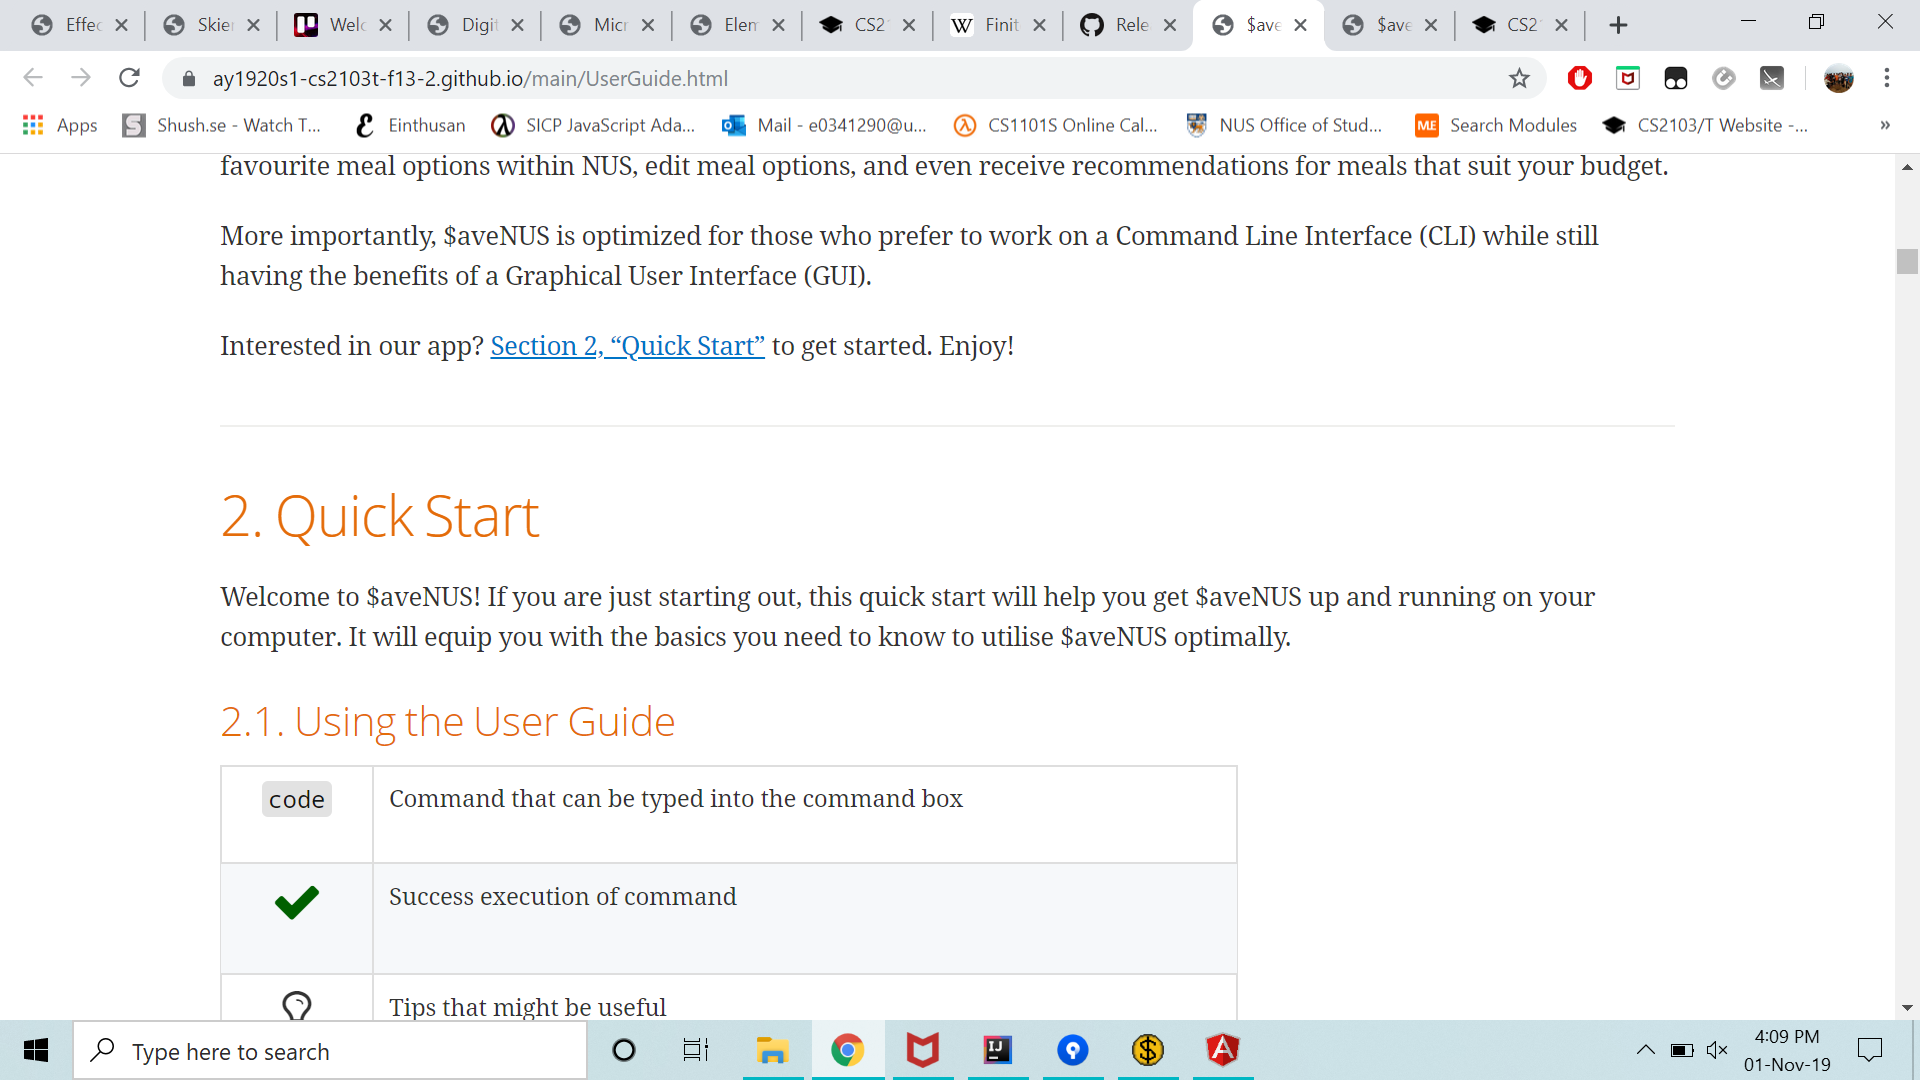 Effec
Skier
Welc
Digit
Micr
Elem
CS2
W Finit
Rele
$ave
$ave
CS2
ay1920s1-cs2103t-f13-2.github.io/main/UserGuide.html
Apps
Shush.se - Watch T...
Einthusan
SICP JavaScript Ada...
Mail - e0341290@u...
CS1101S Online Cal...
NUS Office of Stud...
ME Search Modules
CS2103/T Website -...
»
favourite meal options within NUS, edit meal options, and even receive recommendations for meals that suit your budget.
More importantly, $aveNUS is optimized for those who prefer to work on a Command Line Interface (CLI) while still
having the benefits of a Graphical User Interface (GUI).
Interested in our app? Section 2, “Quick Start” to get started. Enjoy!
2. Quick Start
Welcome to $aveNUS! If you are just starting out, this quick start will help you get $aveNUS up and running on your
computer. It will equip you with the basics you need to know to utilise $aveNUS optimally.
2.1. Using the User Guide
code
Command that can be typed into the command box
Success execution of command
Tips that might be useful
Type here to search
IJ
4:09 PM
01-Nov-19